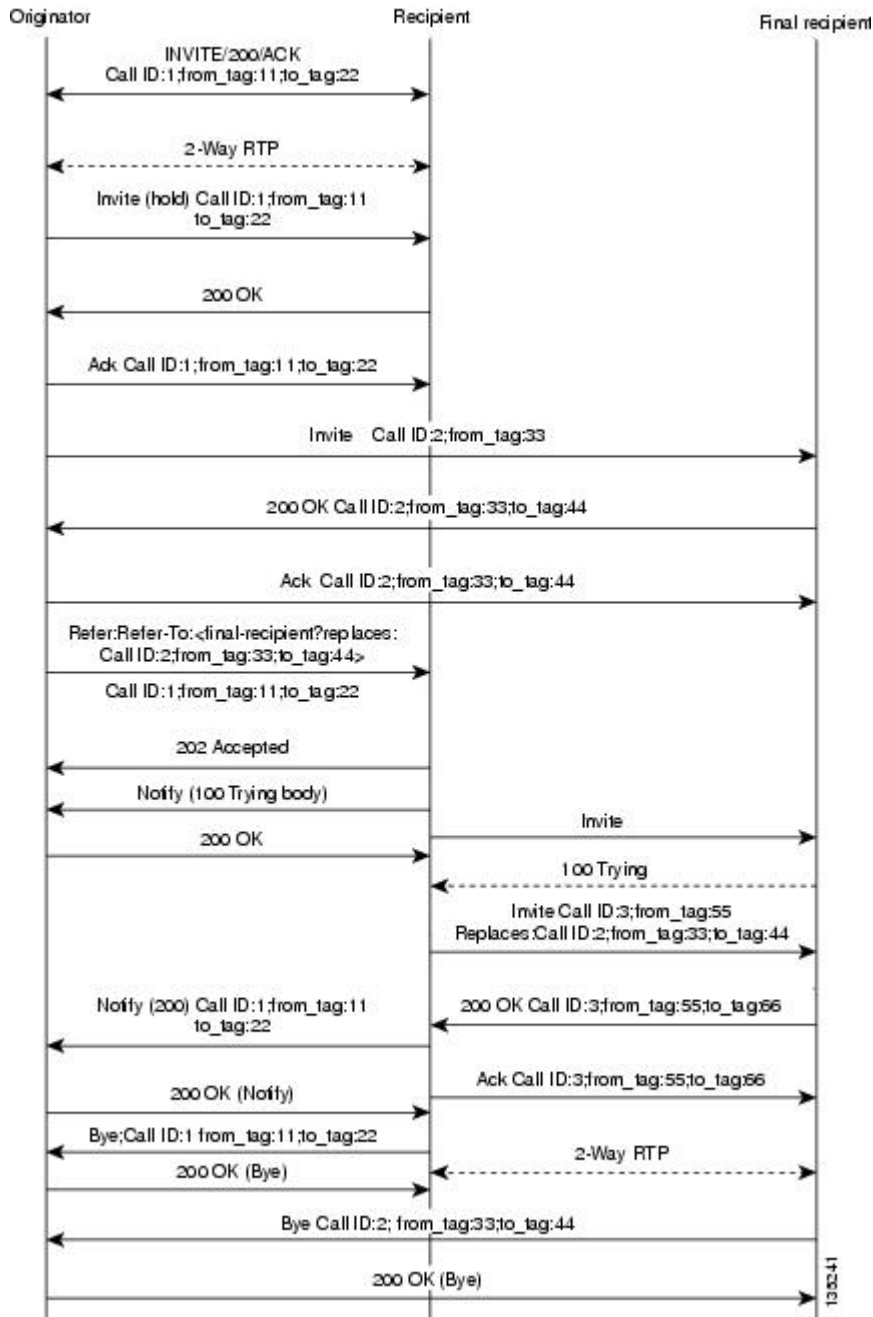 Originator
Recipient
Final recipient
INVITE/200/ACK
Call ID:1;from_tag:11;to_tag:22
2-Way RTP
Invite (hold) Call ID:1;from_tag:11
to_tag:22
200 OK
Ack Call ID:1;from_tag:11;to_tag:22
Invite Call ID:2;from_tag:33
200 OK Call ID:2;from_tag:33;to_tag:44
Ack Call ID:2;from_tag:33;to_tag:44
Refer:Refer-To:<final-recipient?replaces:
Call ID:2;from_tag:33;to_tag:44>
Call ID:1;from_tag:11;to_tag:22
202 Accepted
Notify (100 Trying body)
Invite
200 OK
100 Trying
Invite Call ID:3;from_tag:55
Replaces:Call ID:2;from_tag:33;to_tag:44
Notify (200) Call ID:1;from_tag:11
to_tag:22
200 OK Call ID:3;from_tag:55;to_tag:66
Ack Call ID:3;from_tag:55;to_tag:66
200 OK (Notify)
Bye;Call ID:1 from_tag:11;to_tag:22
2-Way RTP
200 OK (Bye)
Bye Call ID:2; from_tag:33;to_tag:44
200 OK (Bye)
135241